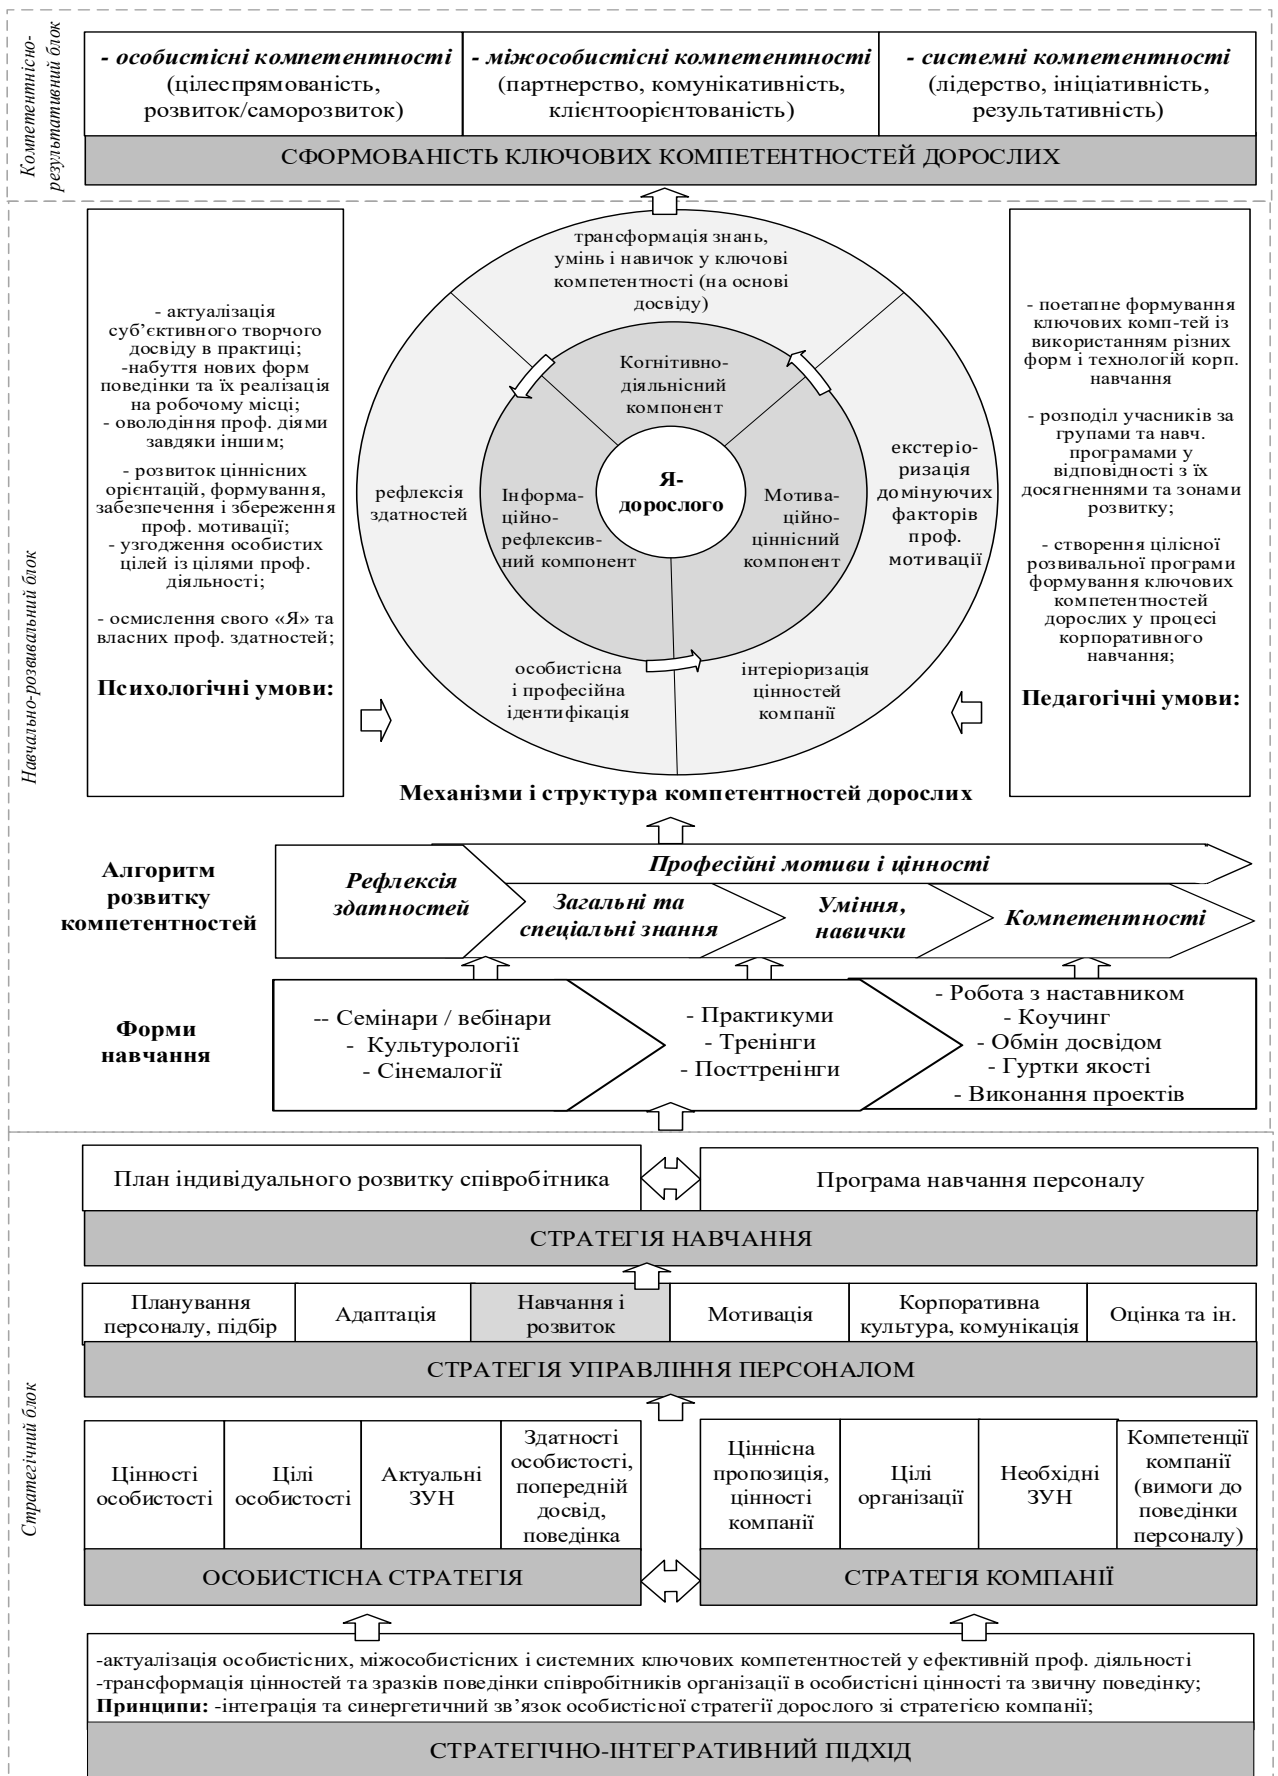 Компетентнісно-
результативний блок
- особистісні компетентності
(цілеспрямованість,
розвиток/саморозвиток)
- міжособистісні компетентності
(партнерство, комунікативність,
клієнтоорієнтованість)
- системні компетентності
(лідерство, ініціативність,
результативність)
СФОРМОВАНІСТЬ КЛЮЧОВИХ КОМПЕТЕНТНОСТЕЙ ДОРОСЛИХ
Навчально-розвивальний блок
- актуалізація
суб’єктивного творчого
досвіду в практиці;
-набуття нових форм
поведінки та їх реалізація
на робочому місці;
- оволодіння проф. діями
завдяки іншим;
- розвиток ціннісних
орієнтацій, формування,
забезпечення і збереження
проф. мотивації;
- узгодження особистих
цілей із цілями проф.
діяльності;
- осмислення свого «Я» та
власних проф. здатностей;
Психологічні умови:
трансформація знань,
умінь і навичок у ключові
компетентності (на основі
досвіду)
Когнітивно-
діяльнісний
компонент
рефлексія
здатностей
Інформа-
ційно-
рефлексив-
ний компонент
Я-
дорослого
Мотива-
ційно-
ціннісний
компонент
екстеріо-
ризація
домінуючих
факторів
проф.
мотивації
особистісна
і професійна
ідентифікація
інтеріоризація
цінностей
компанії
- поетапне формування
ключових комп-тей із
використанням різних
форм і технологій корп.
навчання
- розподіл учасників за
групами та навч.
програмами у
відповідності з їх
досягненнями та зонами
розвитку;
- створення цілісної
розвивальної програми
формування ключових
компетентностей
дорослих у процесі
корпоративного
навчання;
Педагогічні умови:
Механізми і структура компетентностей дорослих
Алгоритм
розвитку
компетентностей
Рефлексія
здатностей
Професійні мотиви і цінності
Загальні та
спеціальні знання
Уміння,
навички
Компетентності
Форми
навчання
-- Семінари / вебінари
- Культурології
- Сінемалогії
- Практикуми
- Тренінги
- Посттренінги
- Робота з наставником
- Коучинг
- Обмін досвідом
- Гуртки якості
- Виконання проектів
Стратегічний блок
План індивідуального розвитку співробітника
Програма навчання персоналу
СТРАТЕГІЯ НАВЧАННЯ
Планування
персоналу, підбір
Адаптація
Навчання і
розвиток
Мотивація
Корпоративна
культура, комунікація
Оцінка та ін.
СТРАТЕГІЯ УПРАВЛІННЯ ПЕРСОНАЛОМ
Цінності
особистості
Цілі
особистості
Актуальні
ЗУН
Здатності
особистості,
попередній
досвід,
поведінка
Ціннісна
пропозиція,
цінності
компанії
Цілі
організації
Необхідні
ЗУН
Компетенції
компанії
(вимоги до
поведінки
персоналу)
ОСОБИСТІСНА СТРАТЕГІЯ
СТРАТЕГІЯ КОМПАНІЇ
-актуалізація особистісних, міжособистісних і системних ключових компетентностей у ефективній проф. діяльності
-трансформація цінностей та зразків поведінки співробітників організації в особистісні цінності та звичну поведінку;
Принципи: -інтеграція та синергетичний зв’язок особистісної стратегії дорослого зі стратегією компанії;
СТРАТЕГІЧНО-ІНТЕГРАТИВНИЙ ПІДХІД